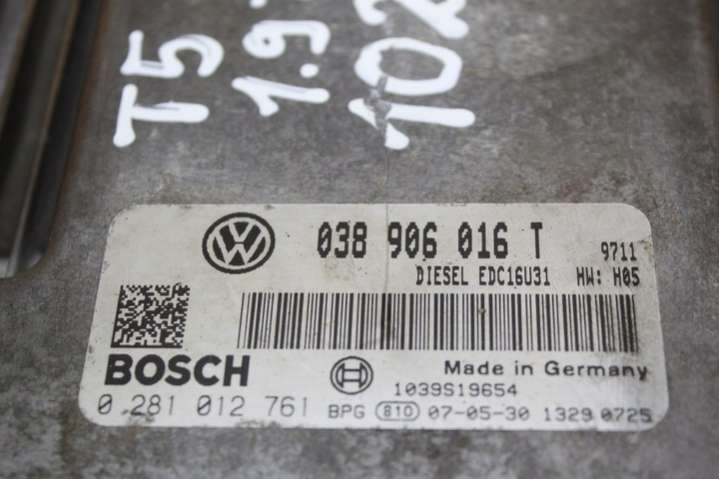 T5 1.9 102
VW 038 906 016 T 9711
DIESEL EDC16U31 HW: H05
BOSCH Made in Germany
1039S19654
0 281 012 761 BPG 810 07-05-30 1329 0725